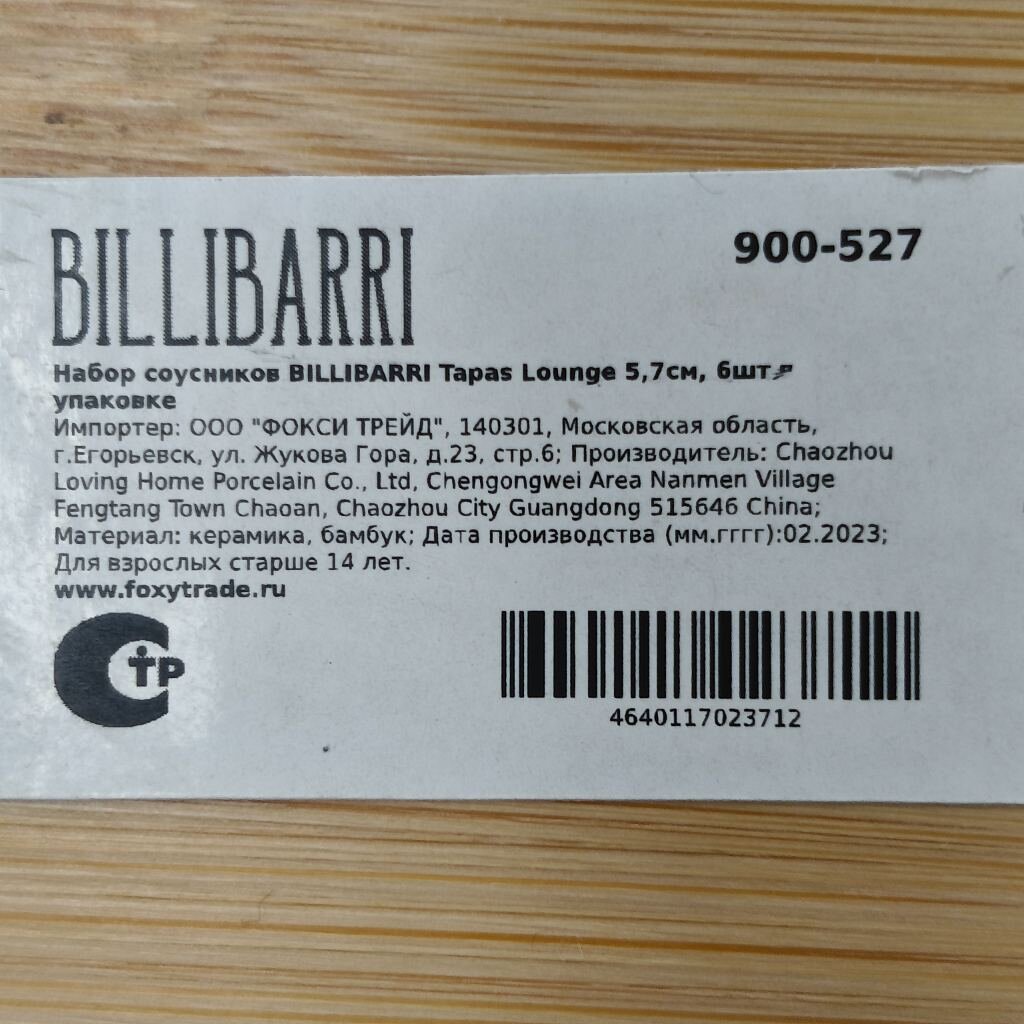 BILLIBARRI
900-527
Набор соусников BILLIBARRI Tapas Lounge 5,7см, 6шт
упаковке
Импортер: ООО "ФОКСИ ТРЕЙД", 140301, Московская область,
г.Егорьевск, ул. Жукова Гора, д.23, стр.6; Производитель: Chaozhou
Loving Home Porcelain Co., Ltd, Chengongwei Area Nanmen Village
Fengtang Town Chaoan, Chaozhou City Guangdong 515646 China;
Материал: керамика, бамбук; Дата производства (мм.гггг):02.2023;
Для взрослых старше 14 лет.
www.foxytrade.ru
СТР
4640117023712